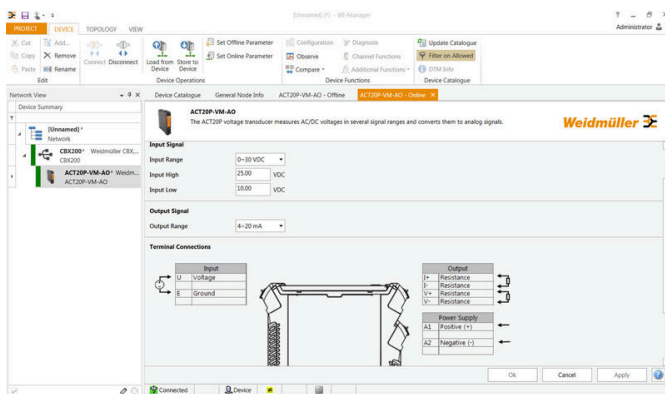 [Unnamed] (*) - WI-Manager
PROJECT DEVICE TOPOLOGY VIEW Administrator
Cut Add... Set Offline Parameter Configuration Diagnosis Update Catalogue
Copy Remove Connect Disconnect Load from Device Store to Device Set Online Parameter Observe Channel Functions Filter on Allowed
Paste Rename Compare Additional Functions DTM Info
Edit Device Operations Device Functions Device Catalogue
Network View Device Catalogue General Node Info ACT20P-VM-AO - Offline ACT20P-VM-AO - Online
Device Summary
[Unnamed]*
Network
CBX200* Weidmüller CBX...
CBX200
ACT20P-VM-AO* Weidm...
ACT20P-VM-AO
ACT20P-VM-AO
The ACT20P voltage transducer measures AC/DC voltages in several signal ranges and converts them to analog signals.
Weidmüller
Input Signal
Input Range 0~30 VDC
Input High 25.00 VDC
Input Low 10.00 VDC
Output Signal
Output Range 4~20 mA
Terminal Connections
Input
U Voltage
E Ground
Output
I+ Resistance
I- Resistance
V+ Resistance
V- Resistance
Power Supply
A1 Positive (+)
A2 Negative (-)
Ok Cancel Apply
Connected Device